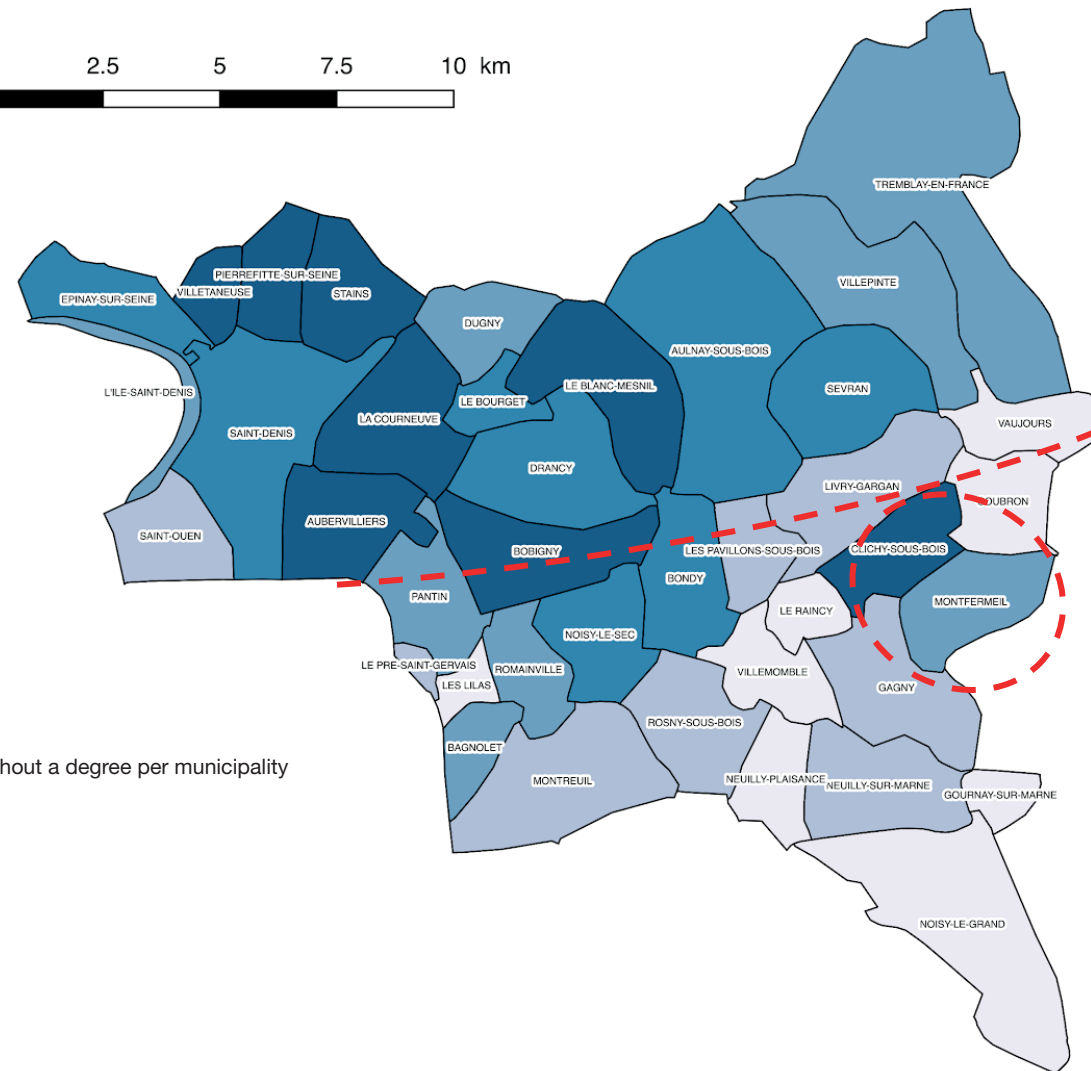 2.5 5 7.5 10 km
TREMBLAY-EN-FRANCE
PIERREFITTE-SUR-SEINE
VILLEPINTE
VILLETANEUSE
STAINS
EPINAY-SUR-SEINE
DUGNY
AULNAY-SOUS-BOIS
LE BLANC-MESNIL
SEVRAN
L'ILE-SAINT-DENIS
LE BOURGET
LA COURNEUVE
VAUJOURS
SAINT-DENIS
DRANCY
LIVRY-GARGAN
OUBRON
AUBERVILLIERS
SAINT-OUEN
BOBIGNY
LES PAVILLONS-SOUS-BOIS
CLICHY-SOUS-BOIS
BONDY
PANTIN
MONTFERMEIL
LE RAINCY
NOISY-LE-SEC
LE PRE-SAINT-GERVAIS
ROMAINVILLE
VILLEMOMBLE
LES LILAS
GAGNY
ROSNY-SOUS-BOIS
BAGNOLET
hout a degree per municipality
MONTREUIL
NEUILLY-PLAISANCE
NEUILLY-SUR-MARNE
GOURNAY-SUR-MARNE
NOISY-LE-GRAND